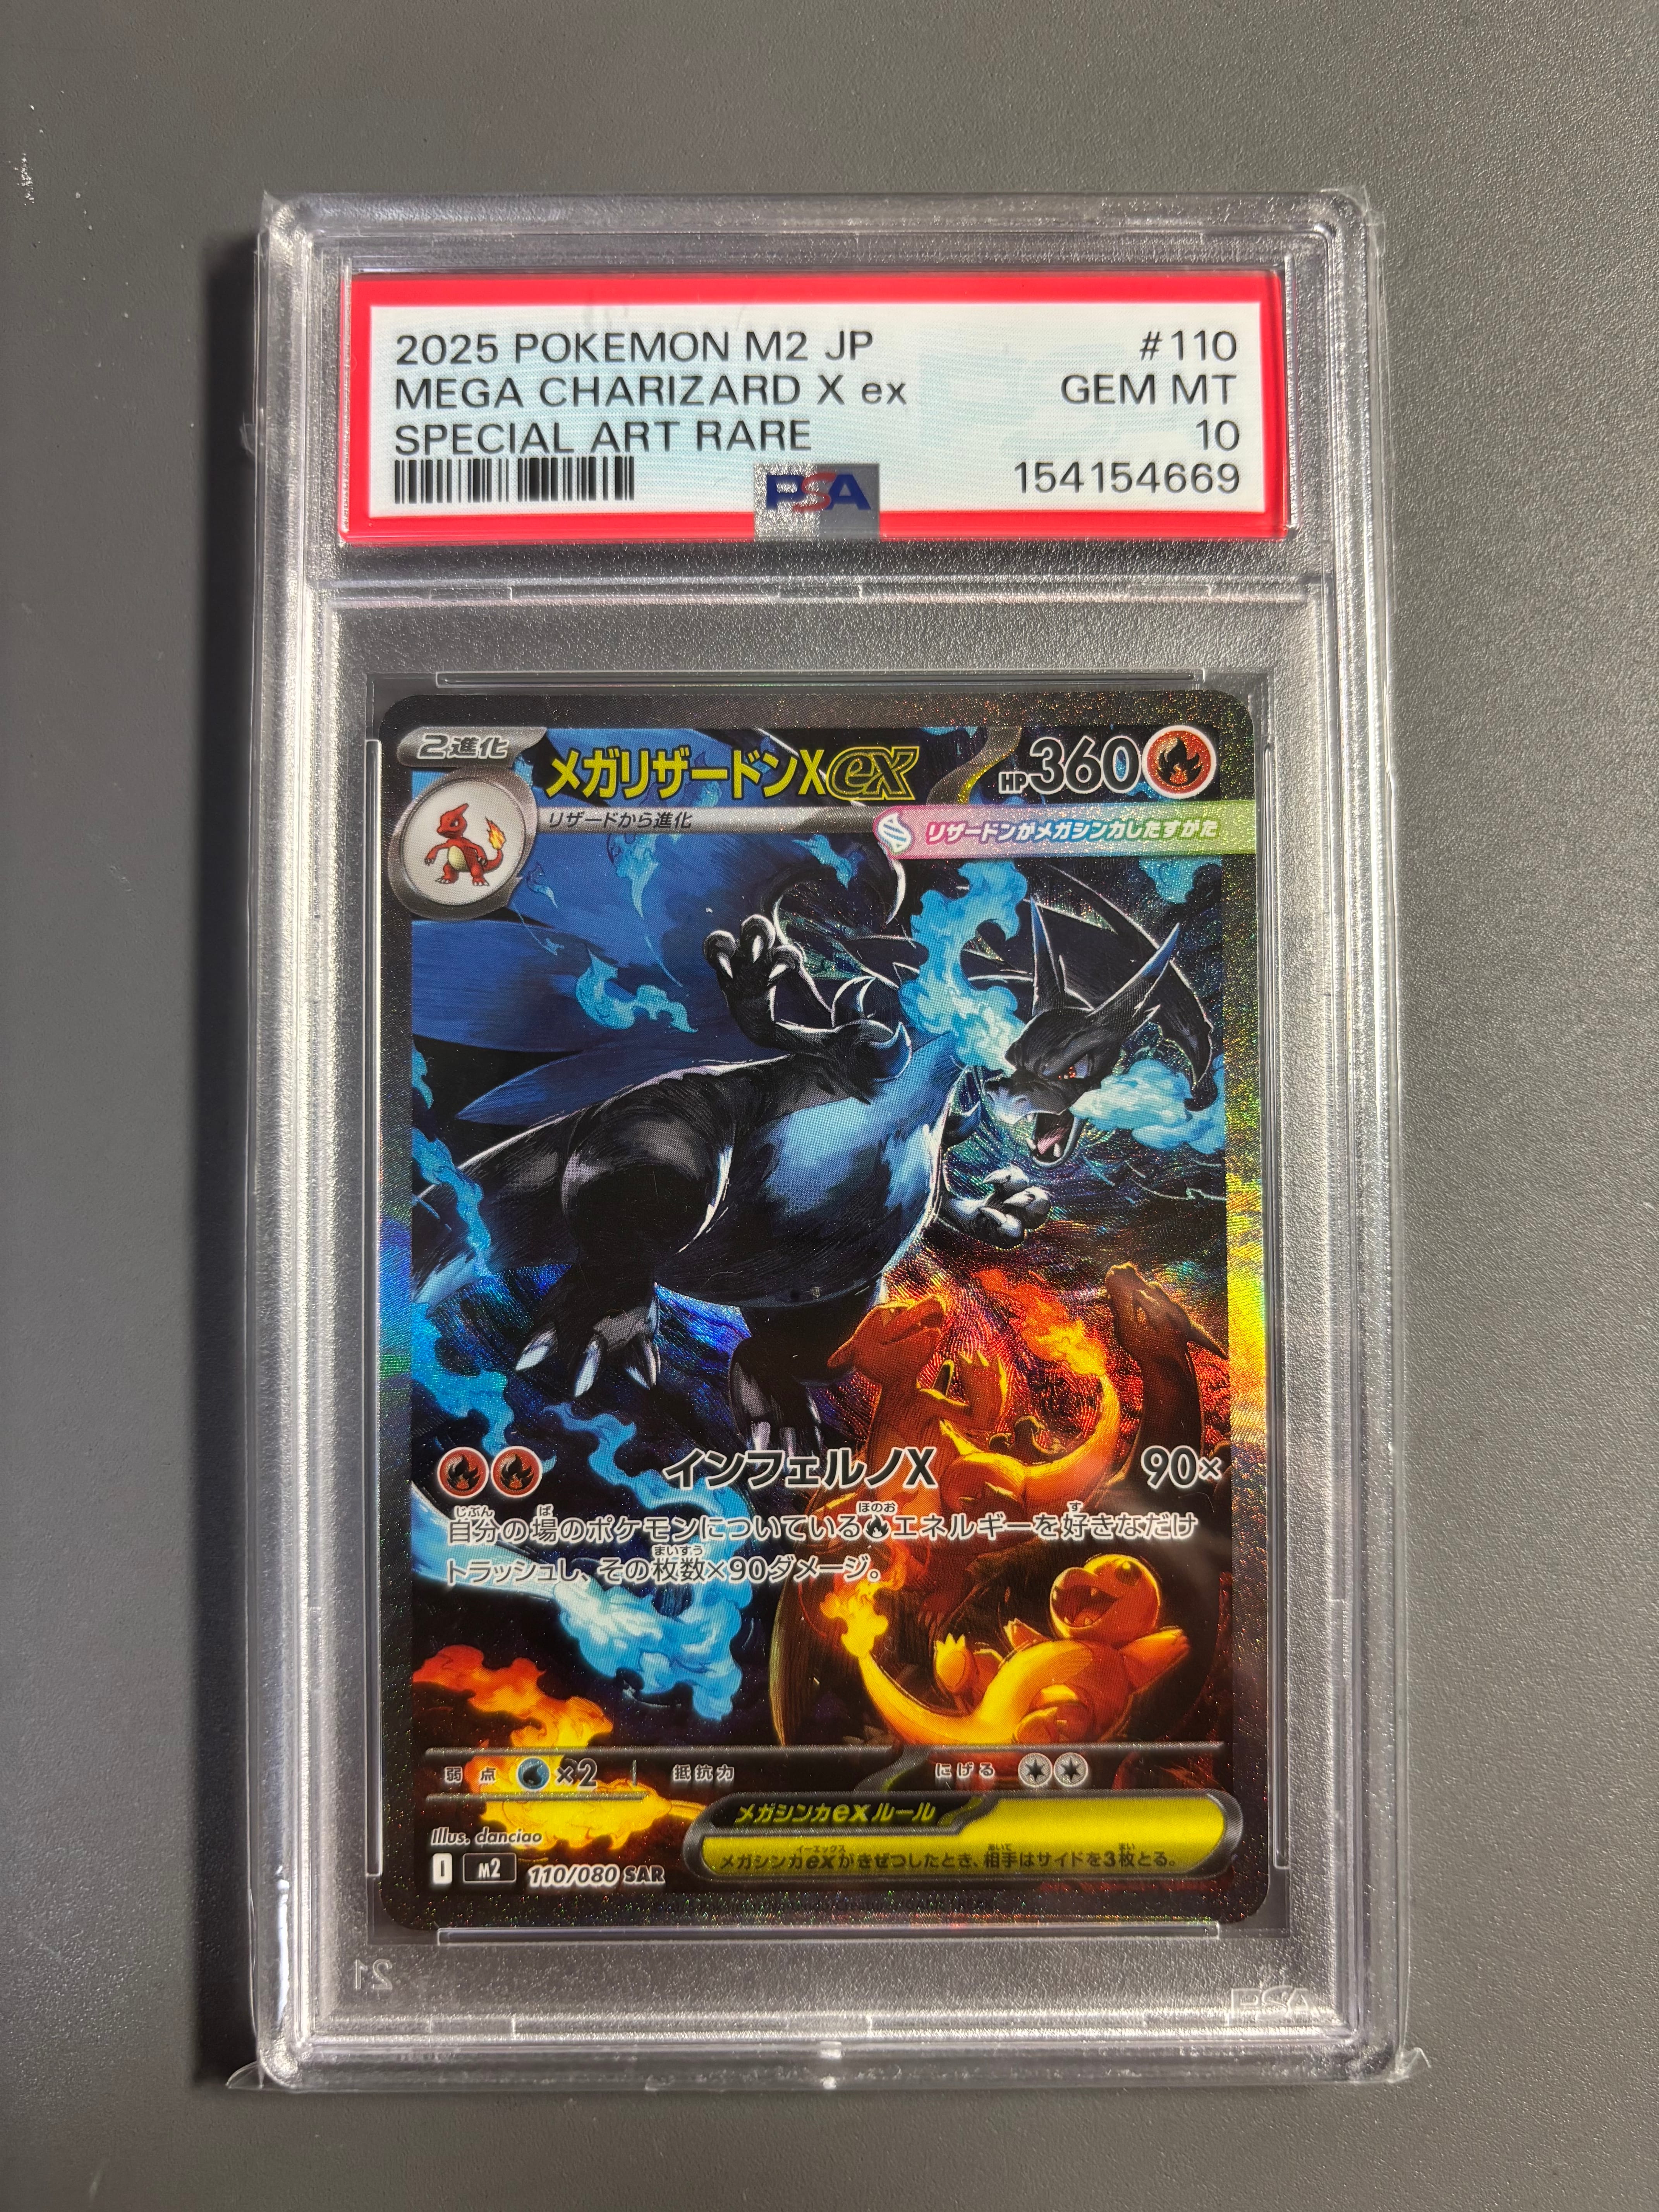 2025 POKEMON M2 JP #110
MEGA CHARIZARD X ex GEM MT
SPECIAL ART RARE 10
PSA 154154669
2進化 メガリザードンXex HP360
リザードから進化
リザードンがメガシンカしたすがた
インフェルノX 90×
自分の場のポケモンについているエネルギーを好きなだけ
トラッシュし、その枚数×90ダメージ。
弱点 ×2 抵抗力 にげる
メガシンカexルール
メガシンカexがきぜつしたとき、相手はサイドを3枚とる。
Illus. danciao
I M2 110/080 SAR
21 PSA